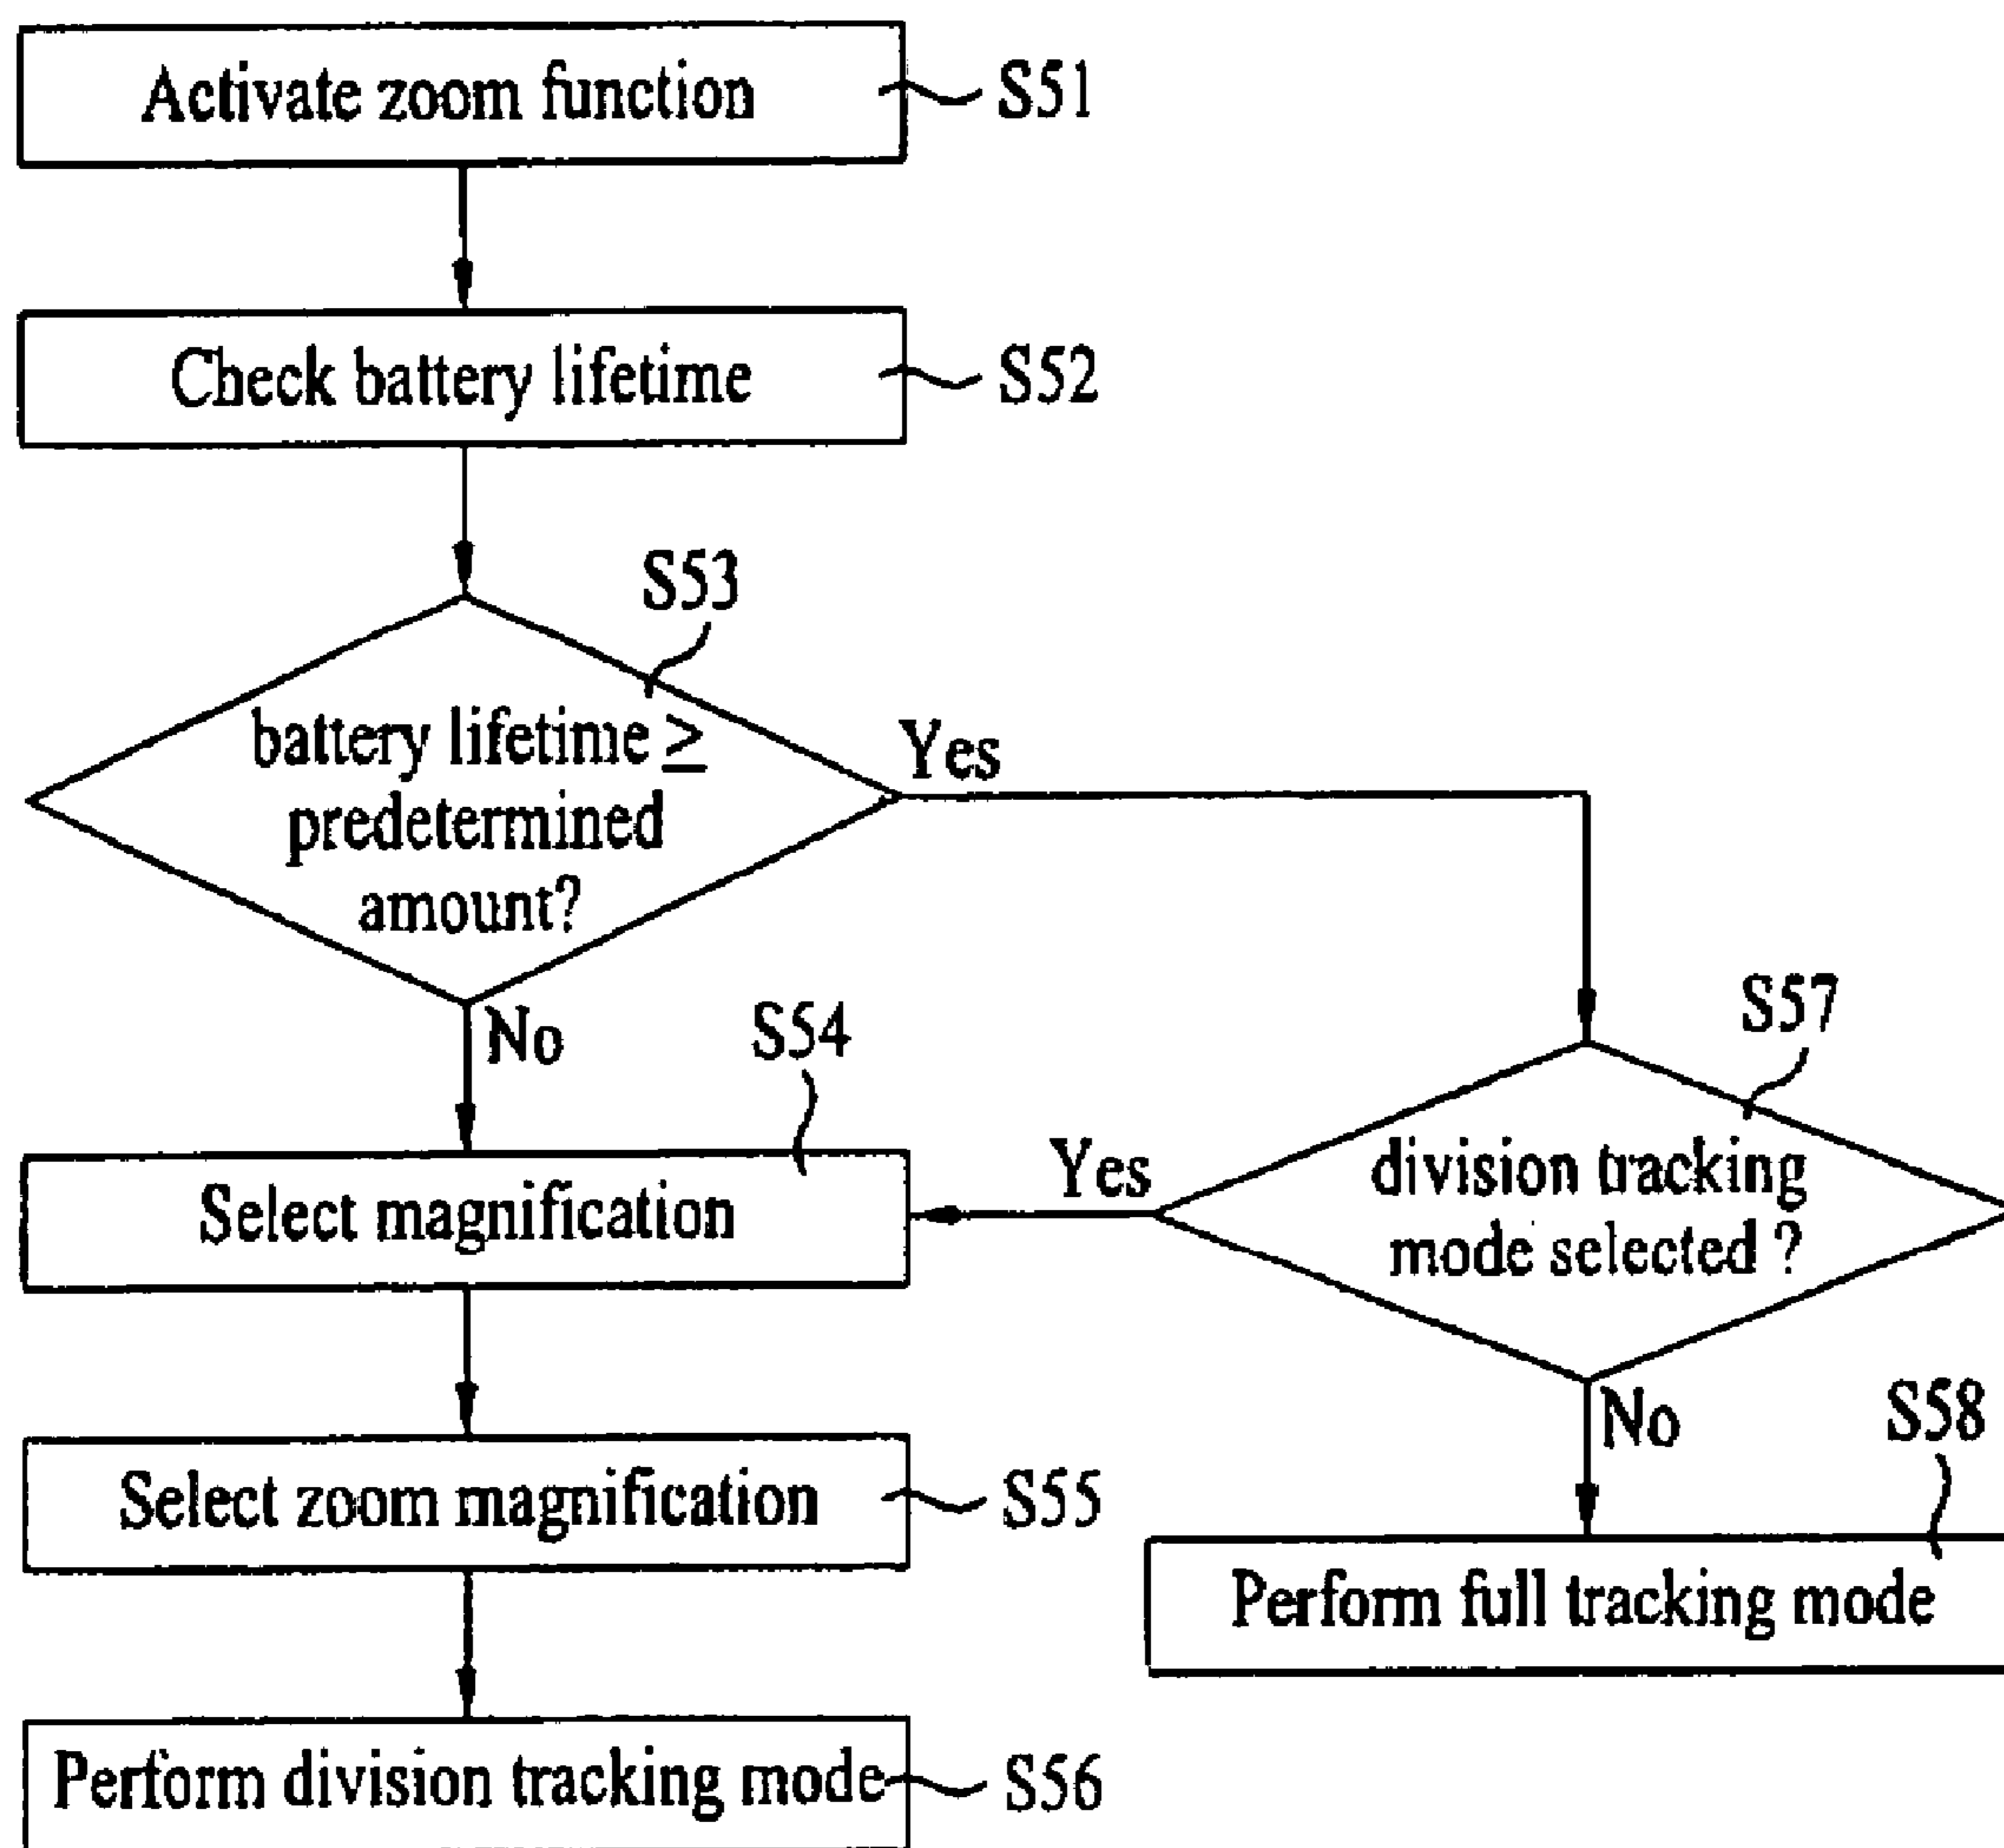 Activate zoom function
S51
Check battery lifetime
S52
S53
battery lifetime ≥
predetermined
amount?
Yes
No
S54
Select magnification
S57
division tracking
mode selected ?
Yes
No
Select zoom magnification
S55
S58
Perform full tracking mode
Perform division tracking mode
S56